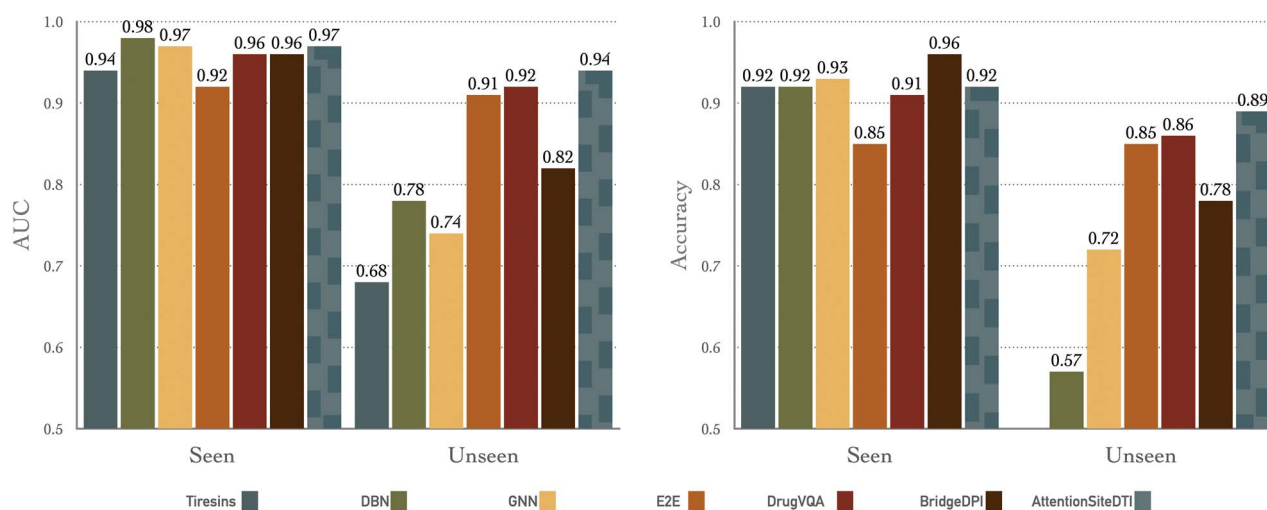 1.0
0.9
0.8
0.7
0.6
0.5
AUC
0.94 0.98 0.97 0.92 0.96 0.96 0.97
0.68 0.78 0.74 0.91 0.92 0.82 0.94
Seen Unseen
1.0
0.9
0.8
0.7
0.6
0.5
Accuracy
0.92 0.92 0.93 0.85 0.91 0.96 0.92
0.57 0.72 0.85 0.86 0.78 0.89
Seen Unseen
Tiresins DBN GNN E2E DrugVQA BridgeDPI AttentionSiteDTI